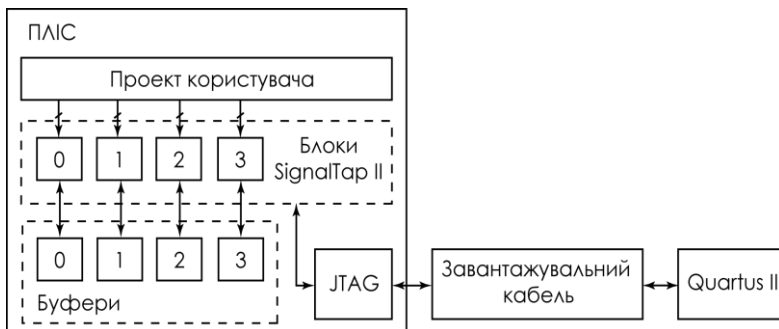 ПЛІС
Проект користувача
0 1 2 3
Блоки
SignalTap II
0 1 2 3
Буфери
JTAG
Завантажувальний
кабель
Quartus II